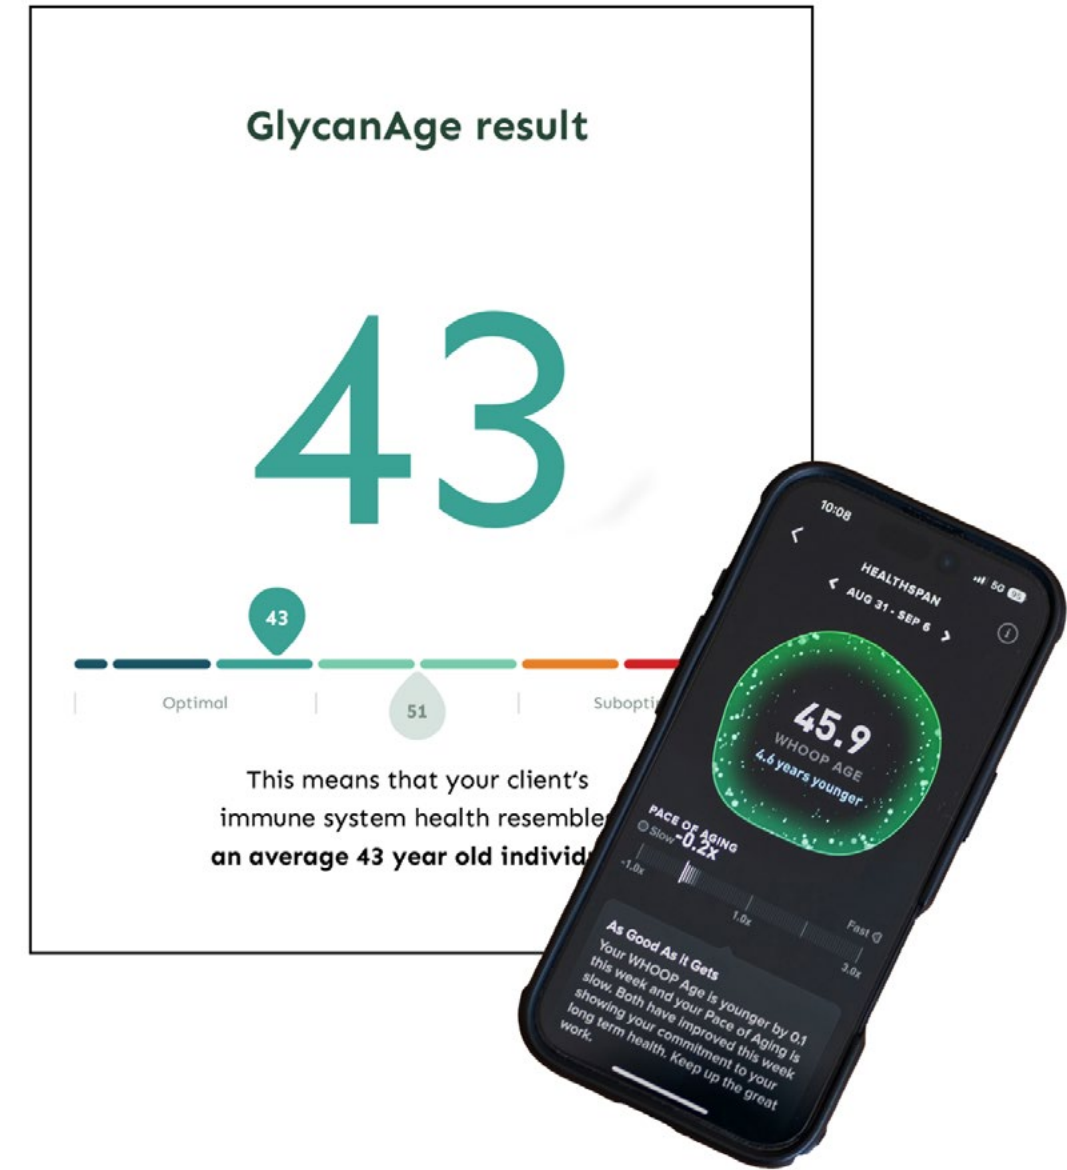 GlycanAge result
43
43
Optimal
51
This means that your client's
immune system health
an average 43 year old
10:08
5G 95
HEALTHSPAN
AUG 31 - SEP 6
45.9
WHOOP AGE
4.6 years younger
PACE OF AGING
Slow -0.2x
-1.0x
1.0x
Fast
3.0x
As Good As It Gets
Your WHOOP Age is younger by 0.1
this week and your Pace of Aging is
slow. Both have improved this week
showing your commitment to your
long term health. Keep up the great
work.